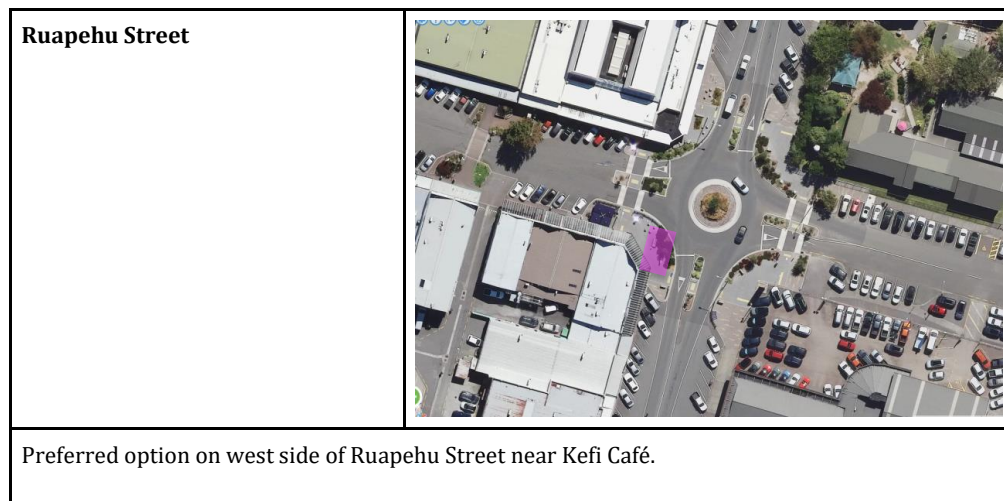 Ruapehu Street
Preferred option on west side of Ruapehu Street near Kefi Café.